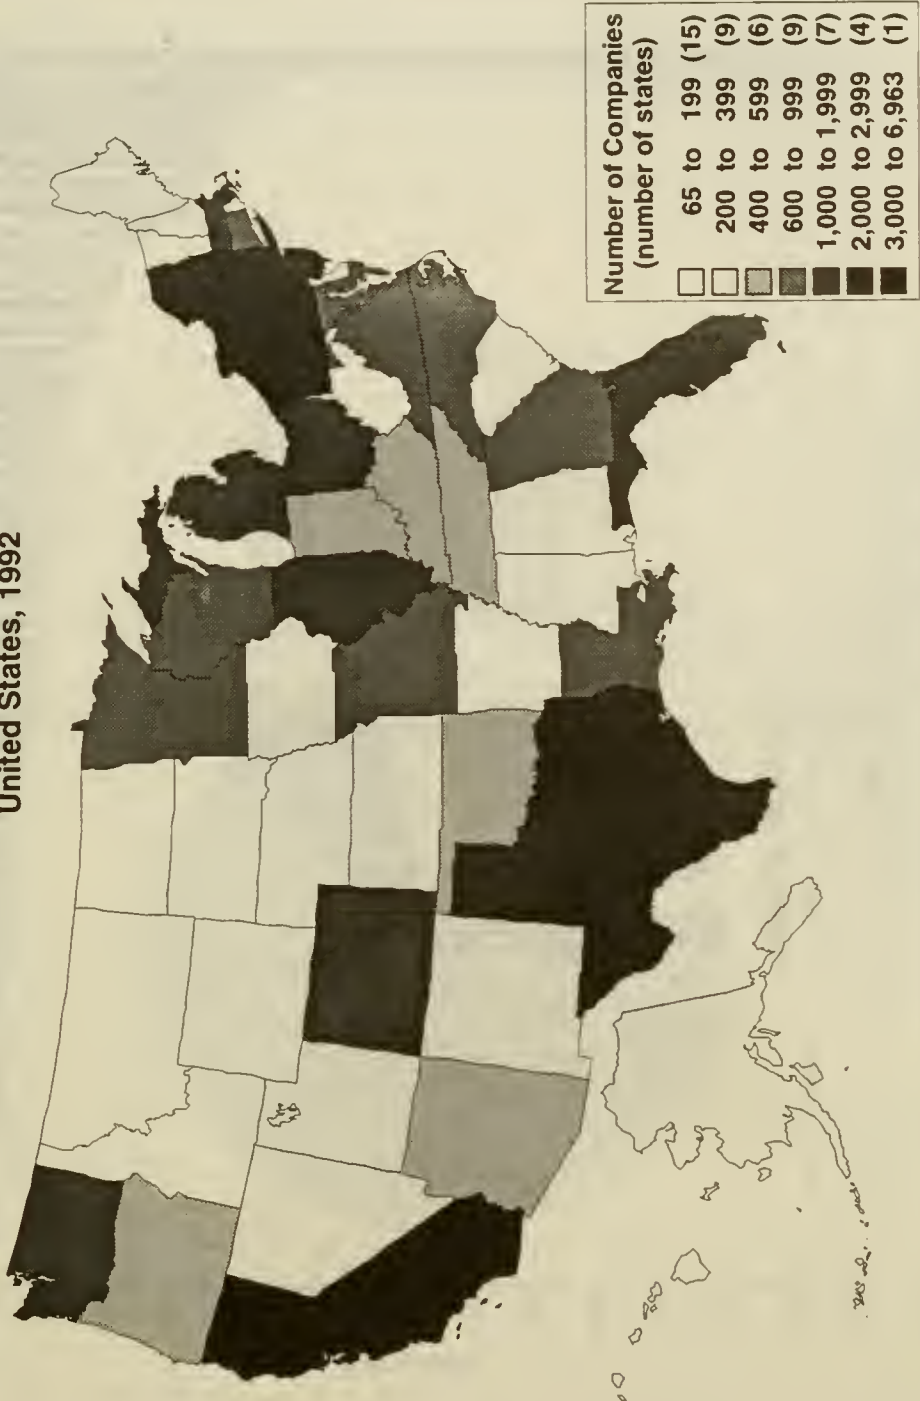 United States, 1992
Number of Companies
(number of states)
65 to 199 (15)
200 to 399 (9)
400 to 599 (6)
600 to 999 (9)
1,000 to 1,999 (7)
2,000 to 2,999 (4)
3,000 to 6,963 (1)